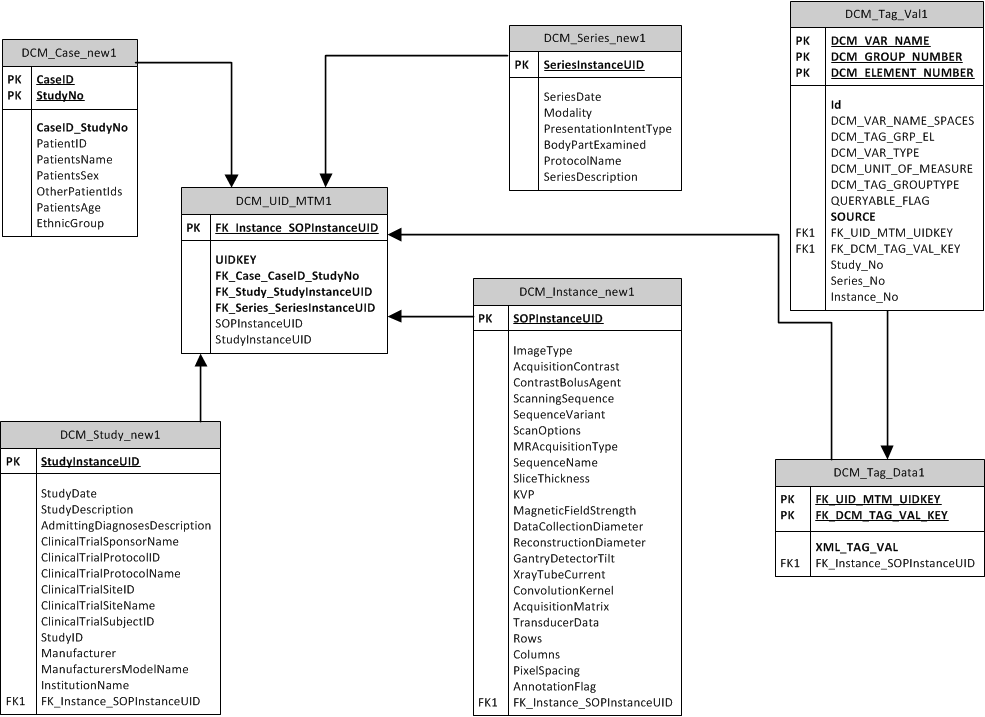 DCM_Case_new1
PK CaseID
PK StudyNo
CaseID_StudyNo
PatientID
PatientsName
PatientsSex
OtherPatientIds
PatientsAge
EthnicGroup
DCM_Series_new1
PK SeriesInstanceUID
SeriesDate
Modality
PresentationIntentType
BodyPartExamined
ProtocolName
SeriesDescription
DCM_Tag_Val1
PK DCM_VAR_NAME
PK DCM_GROUP_NUMBER
PK DCM_ELEMENT_NUMBER
Id
DCM_VAR_NAME_SPACES
DCM_TAG_GRP_EL
DCM_VAR_TYPE
DCM_UNIT_OF_MEASURE
DCM_TAG_GROUPTYPE
QUERYABLE_FLAG
SOURCE
FK1 FK_UID_MTM_UIDKEY
FK1 FK_DCM_TAG_VAL_KEY
Study_No
Series_No
Instance_No
DCM_UID_MTM1
PK FK_Instance_SOPInstanceUID
UIDKEY
FK_Case_CaseID_StudyNo
FK_Study_StudyInstanceUID
FK_Series_SeriesInstanceUID
SOPInstanceUID
StudyInstanceUID
DCM_Instance_new1
PK SOPInstanceUID
ImageType
AcquisitionContrast
ContrastBolusAgent
ScanningSequence
SequenceVariant
ScanOptions
MRAcquisitionType
SequenceName
SliceThickness
KVP
MagneticFieldStrength
DataCollectionDiameter
ReconstructionDiameter
GantryDetectorTilt
XrayTubeCurrent
ConvolutionKernel
AcquisitionMatrix
TransducerData
Rows
Columns
PixelSpacing
AnnotationFlag
FK1 FK_Instance_SOPInstanceUID
DCM_Study_new1
PK StudyInstanceUID
StudyDate
StudyDescription
AdmittingDiagnosesDescription
ClinicalTrialSponsorName
ClinicalTrialProtocolID
ClinicalTrialProtocolName
ClinicalTrialSiteID
ClinicalTrialSiteName
ClinicalTrialSubjectID
StudyID
Manufacturer
ManufacturersModelName
InstitutionName
FK1 FK_Instance_SOPInstanceUID
DCM_Tag_Data1
PK FK_UID_MTM_UIDKEY
PK FK_DCM_TAG_VAL_KEY
XML_TAG_VAL
FK1 FK_Instance_SOPInstanceUID